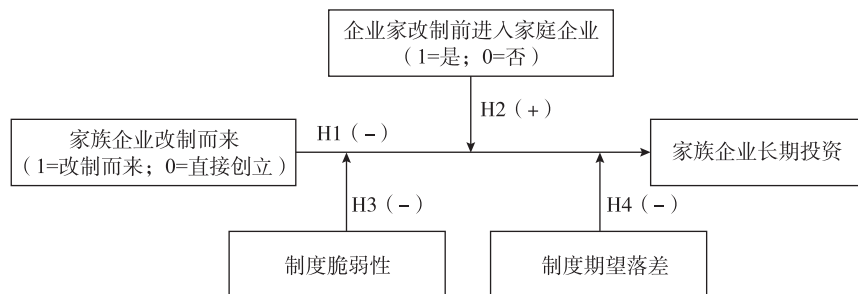 企业家改制前进入家庭企业
（1=是；0=否）
H2（+）
家族企业改制而来
（1=改制而来；0=直接创立）
H1（-）
家族企业长期投资
H3（-）
H4（-）
制度脆弱性
制度期望落差